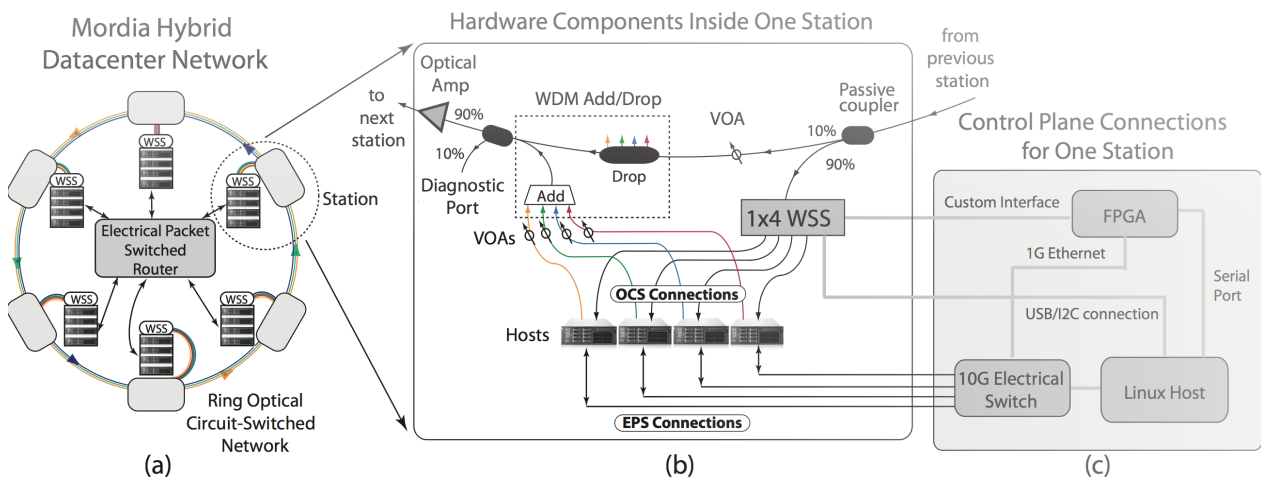 Mordia Hybrid
Datacenter Network
WSS
WSS
WSS
Station
Electrical Packet
Switched
Router
WSS
WSS
WSS
Ring Optical
Circuit-Switched
Network
(a)
Hardware Components Inside One Station
Optical
Amp
to
next
station
90%
10%
Diagnostic
Port
WDM Add/Drop
Drop
Add
VOAs
VOA
Passive
coupler
from
previous
station
10%
90%
1x4 WSS
OCS Connections
Hosts
EPS Connections
(b)
Control Plane Connections
for One Station
Custom Interface
FPGA
1G Ethernet
Serial
Port
USB/I2C connection
10G Electrical
Switch
Linux Host
(c)